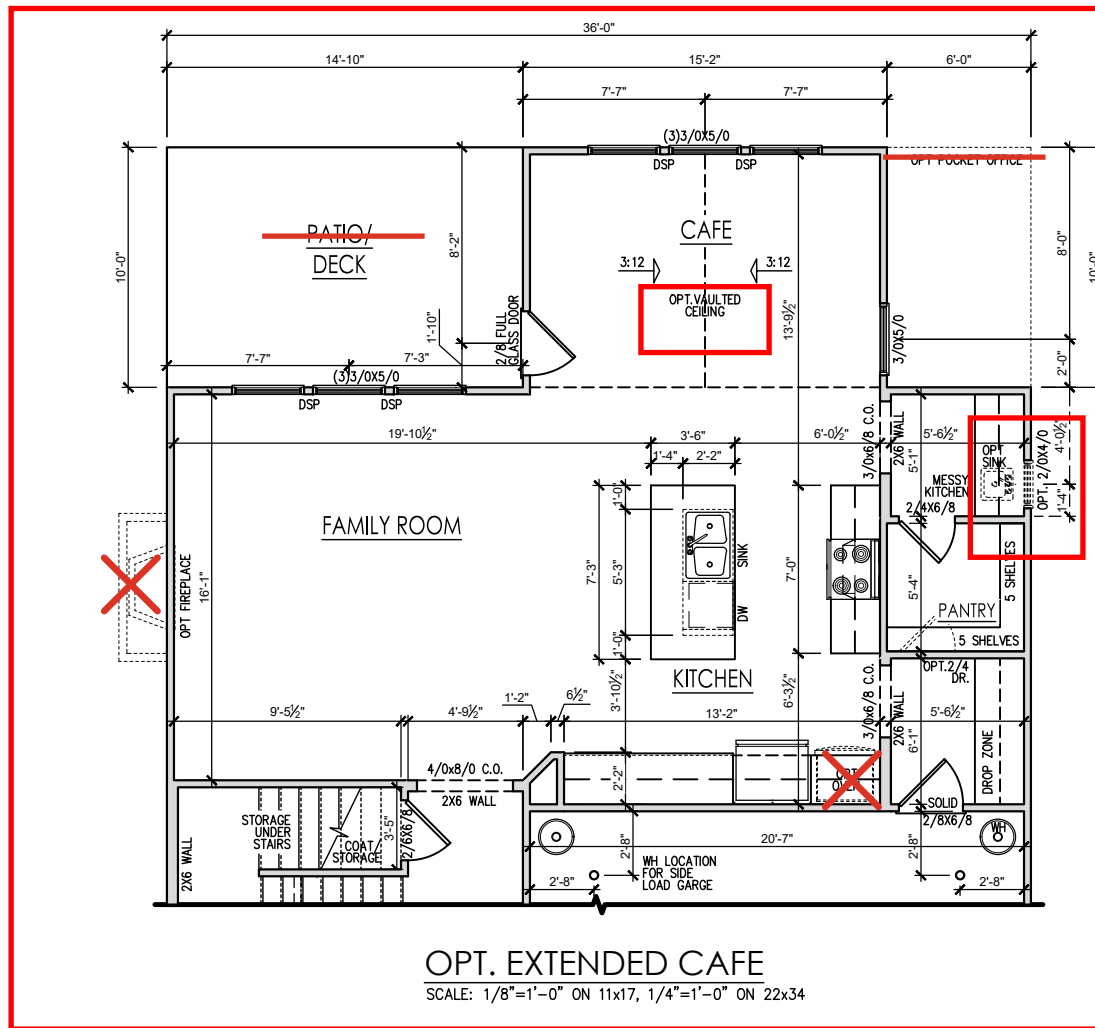 36'-0"
14'-10"
15'-2"
6'-0"
7'-7"
7'-7"
(3)3/0X5/0
DSP
DSP
OPT POCKET OFFICE
PATIO/
DECK
CAFE
10'-0"
8'-2"
8'-0"
10'-0"
3:12
3:12
OPT.VAULTED
CEILING
13'-9½"
1'-10"
2/8 FULL
GLASS DOOR
3/0X5/0
2'-0"
7'-7"
7'-3"
(3)3/0X5/0
DSP
DSP
19'-10½"
3'-6"
6'-0½"
3/0x6/8 C.O.
2X6 WALL
5'-6½"
4'-0½"
1'-4"
2'-2"
5'-1"
OPT
SINK
OPT. 2/0X4/0
1'-4"
MESSY
KITCHEN
2/4X6/8
1'-0"
FAMILY ROOM
OPT FIREPLACE
16'-1"
7'-3"
5'-3"
SINK
DW
7'-0"
5'-4"
5 SHELVES
PANTRY
5 SHELVES
1'-0"
KITCHEN
OPT.2/4
DR.
3'-10½"
6'-3½"
3/0x6/8 C.O.
2X6 WALL
9'-5½"
4'-9½"
1'-2"
6½"
13'-2"
5'-6½"
6'-1"
DROP ZONE
4/0x8/0 C.O.
2X6 WALL
2'-2"
OPT
OVEN
SOLID
2/8X6/8
STORAGE
UNDER
STAIRS
COAT/
STORAGE
3'-5"
2/6X6/8
2X6 WALL
20'-7"
WH
2'-8"
2'-8"
WH LOCATION
FOR SIDE
LOAD GARGE
2'-8"
2'-8"
OPT. EXTENDED CAFE
SCALE: 1/8"=1'-0" ON 11x17, 1/4"=1'-0" ON 22x34